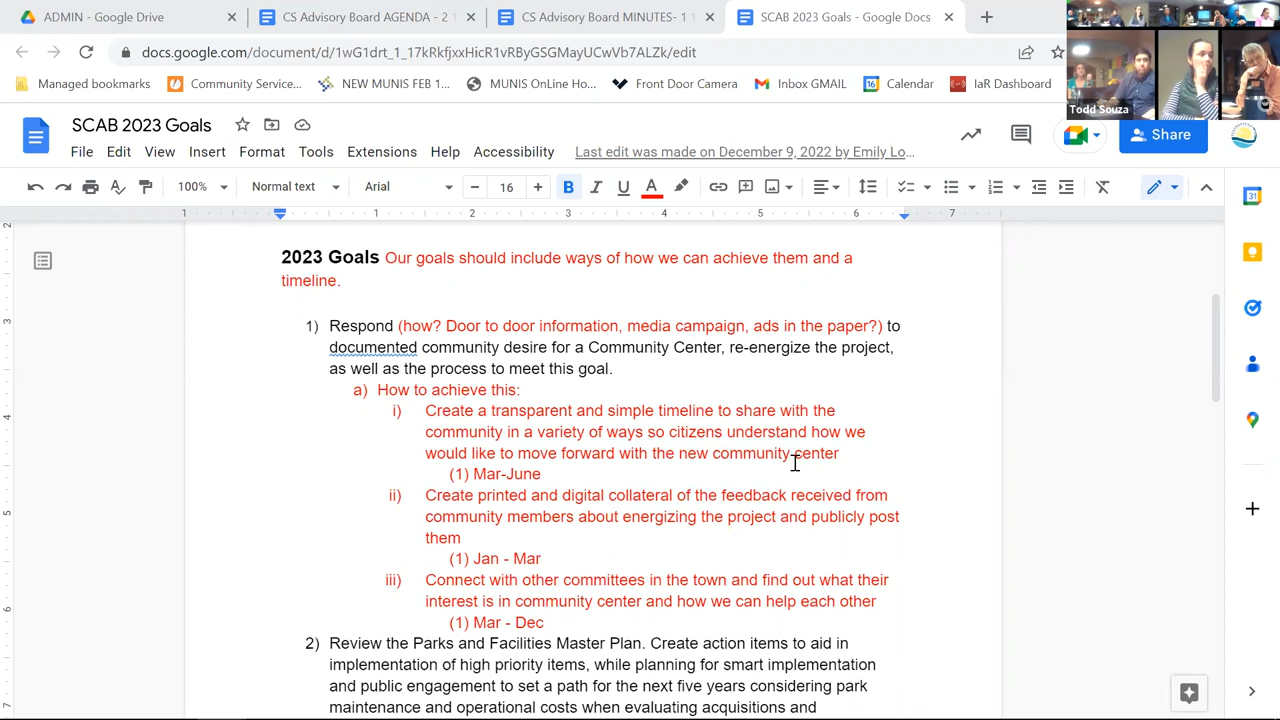 ADMIN - Google Drive
CS Advisory Board AGENDA - 2 1
CS Advisory Board MINUTES- 1 1
SCAB 2023 Goals - Google Docs
docs.google.com/document/d/1wG1drt_1_17kRkfjxxHicR1vRByGSGMayUCwVb7ALZk/edit
Managed bookmarks
Community Service...
NEW MUNIS FEB 1...
MUNIS OnLine Ho...
Front Door Camera
Inbox GMAIL
Calendar
IaR Dashboard
Todd Souza
SCAB 2023 Goals
Share
File Edit View Insert Format Tools Extensions Help Accessibility
Last edit was made on December 9, 2022 by Emily Lo...
100% Normal text Arial 16 B I U A
1 1 2 3 4 5 6 7
2023 Goals Our goals should include ways of how we can achieve them and a
timeline.
1) Respond (how? Door to door information, media campaign, ads in the paper?) to
documented community desire for a Community Center, re-energize the project,
as well as the process to meet this goal.
a) How to achieve this:
i) Create a transparent and simple timeline to share with the
community in a variety of ways so citizens understand how we
would like to move forward with the new community center
(1) Mar-June
ii) Create printed and digital collateral of the feedback received from
community members about energizing the project and publicly post
them
(1) Jan - Mar
iii) Connect with other committees in the town and find out what their
interest is in community center and how we can help each other
(1) Mar - Dec
2) Review the Parks and Facilities Master Plan. Create action items to aid in
implementation of high priority items, while planning for smart implementation
and public engagement to set a path for the next five years considering park
maintenance and operational costs when evaluating acquisitions and